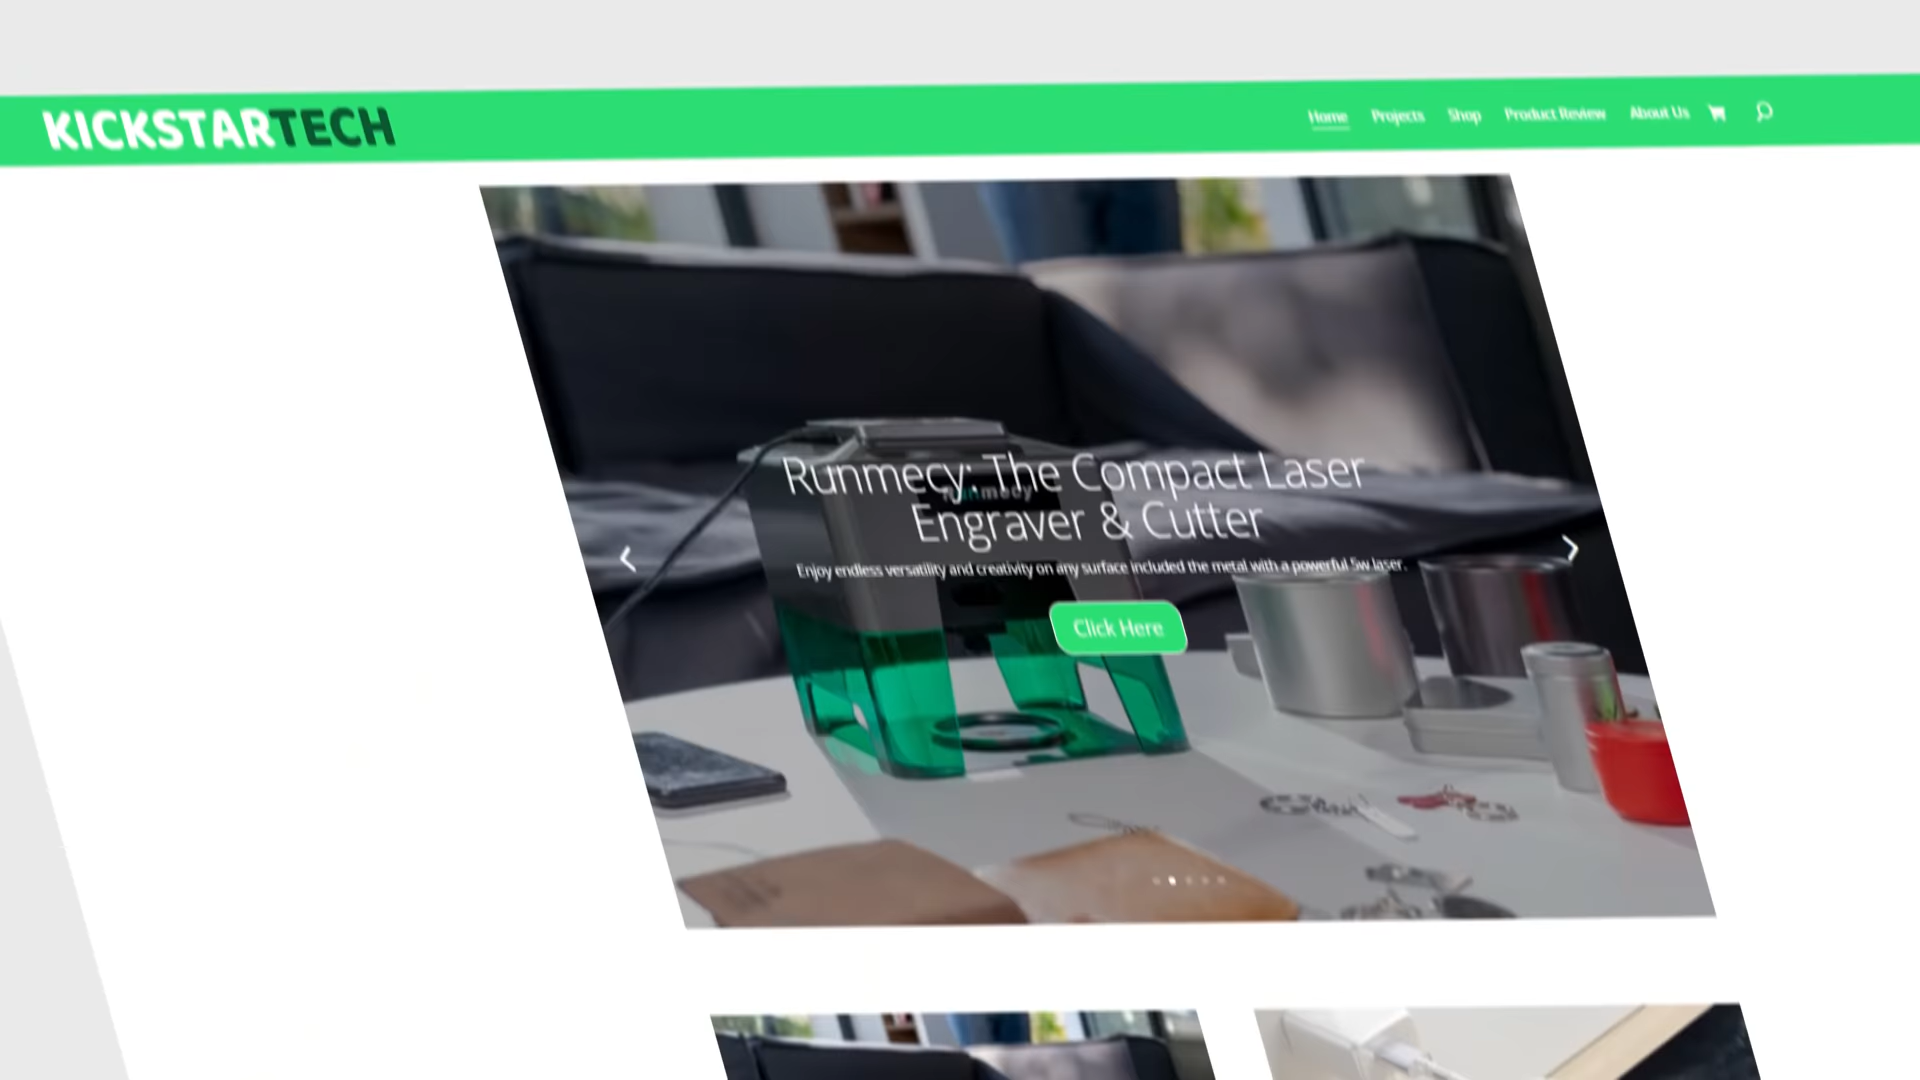 KICKSTARTECH
Home Projects Shop Product Review About Us
Runmecy: The Compact Laser
Engraver & Cutter
Enjoy endless versatility and creativity on any surface included the metal with a powerful 5w laser.
Click Here